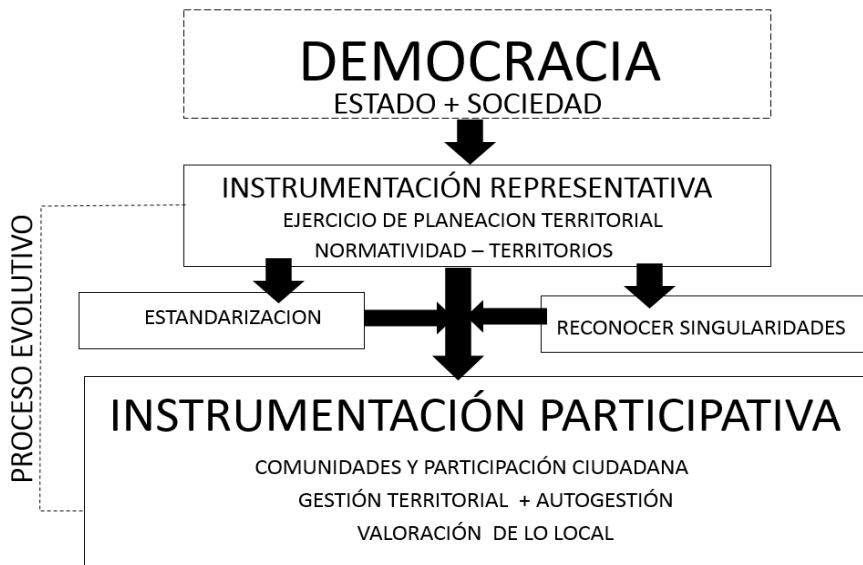 DEMOCRACIA
ESTADO + SOCIEDAD
INSTRUMENTACIÓN REPRESENTATIVA
EJERCICIO DE PLANEACION TERRITORIAL
NORMATIVIDAD – TERRITORIOS
PROCESO EVOLUTIVO
ESTANDARIZACION
RECONOCER SINGULARIDADES
INSTRUMENTACIÓN PARTICIPATIVA
COMUNIDADES Y PARTICIPACIÓN CIUDADANA
GESTIÓN TERRITORIAL + AUTOGESTIÓN
VALORACIÓN DE LO LOCAL